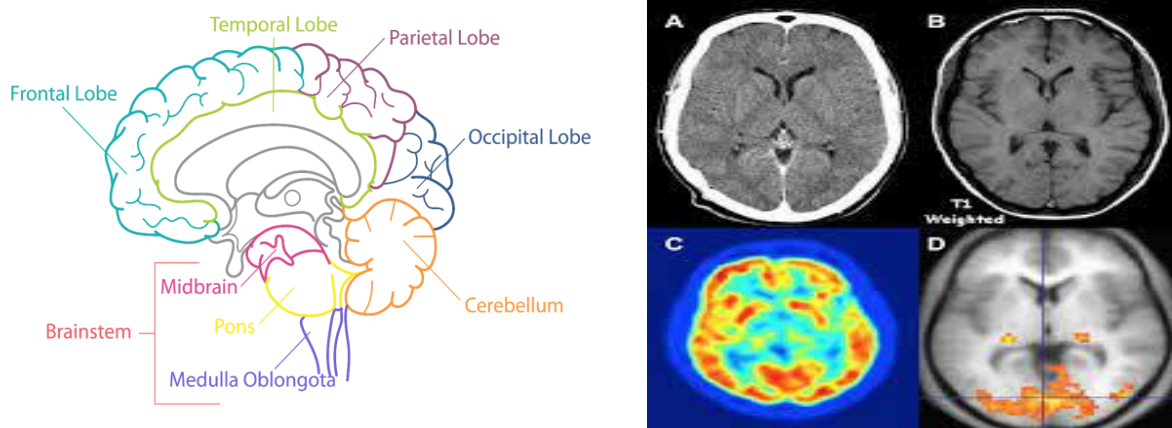 Temporal Lobe
Parietal Lobe
Frontal Lobe
Occipital Lobe
Midbrain
Cerebellum
Brainstem
Pons
Medulla Oblongota
A
B
T1
Weighted
C
D